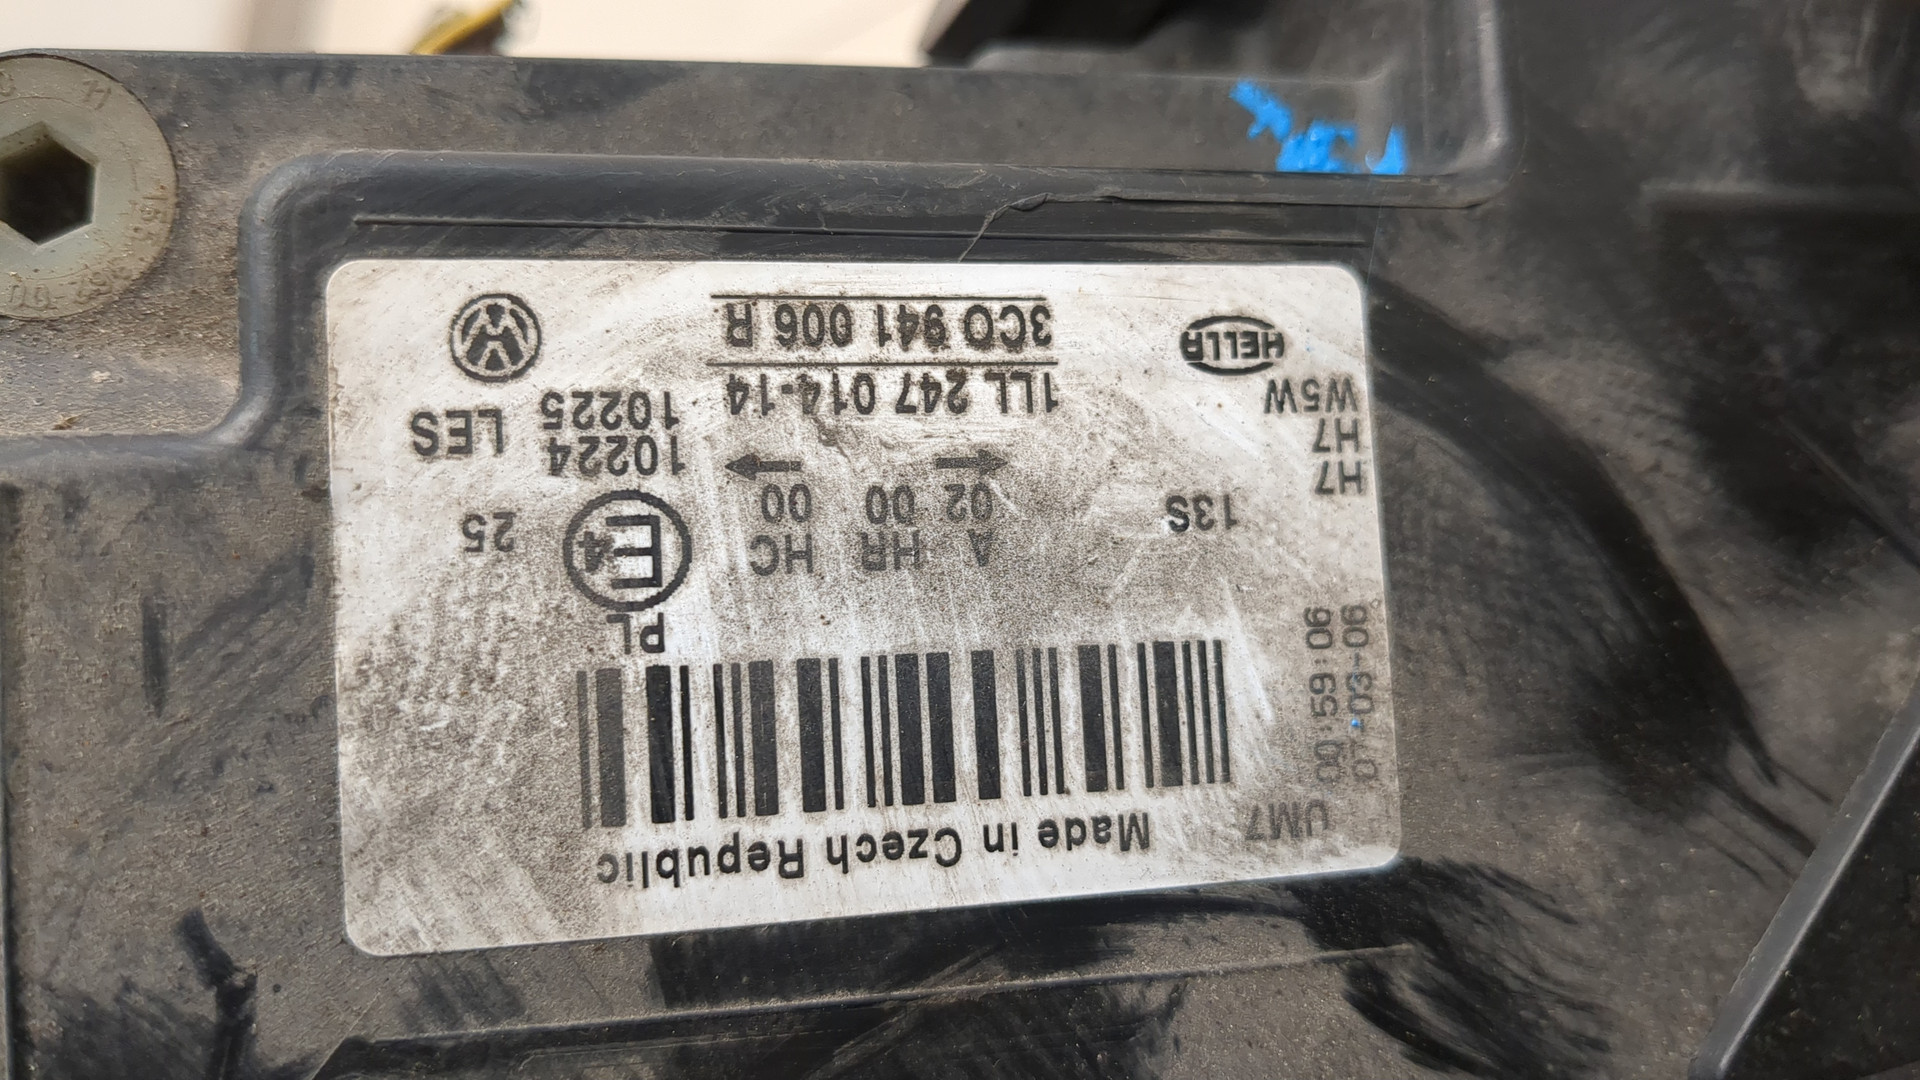 Made in Czech Republic
UM7
07-03-06
00:59:06
PL
A HR HC
02 00 00
13S
E4
25
H7
H7
W5W
10224
10225
LES
1LL 247 014-14
3C0 941 006 R
HELLA